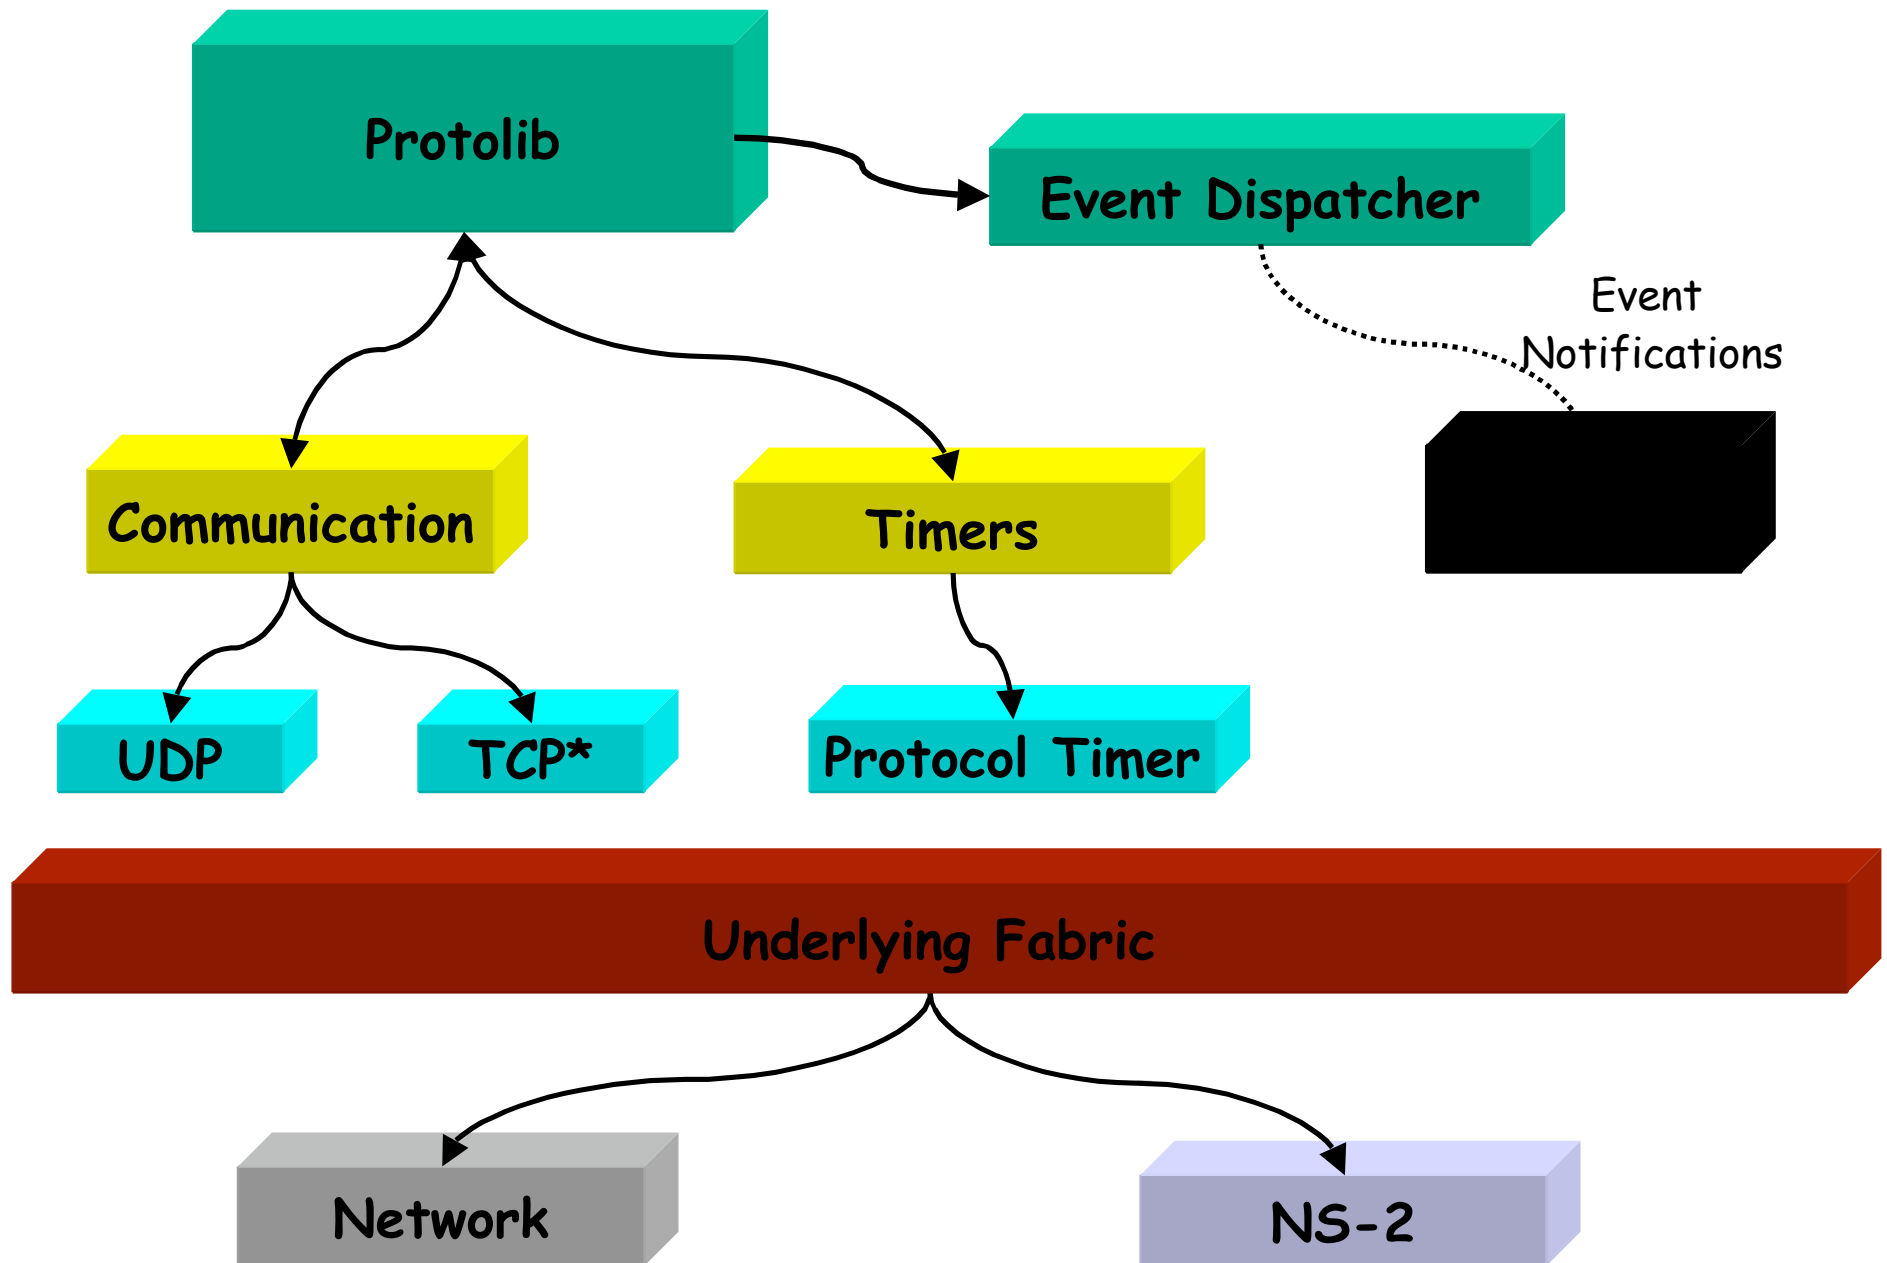 Protolib
Event Dispatcher
Event
Notifications
Communication
Timers
UDP
TCP*
Protocol Timer
Underlying Fabric
Network
NS-2